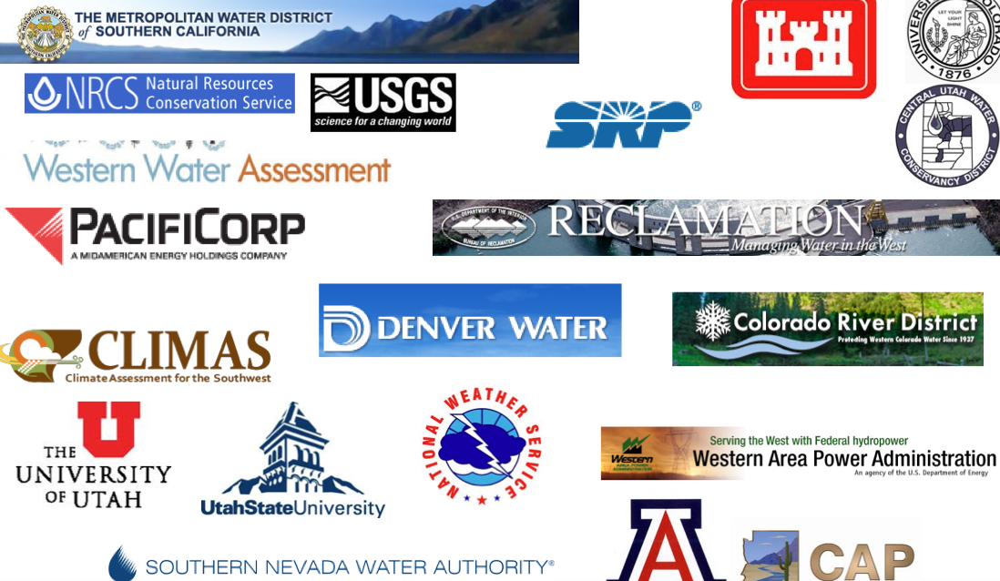 THE METROPOLITAN WATER DISTRICT
of SOUTHERN CALIFORNIA
LET YOUR
LIGHT
SHINE
1876
NRCS Natural Resources
Conservation Service
USGS
science for a changing world
SRP®
CENTRAL UTAH WATER
CONSERVANCY DISTRICT
Western Water Assessment
PACIFICORP
A MIDAMERICAN ENERGY HOLDINGS COMPANY
U.S. DEPARTMENT OF THE INTERIOR
BUREAU OF RECLAMATION
RECLAMATION
Managing Water in the West
DENVER WATER
Colorado River District
Protecting Western Colorado Water Since 1937
CLIMAS
Climate Assessment for the Southwest
U
THE
UNIVERSITY
OF UTAH
UtahStateUniversity
NATIONAL WEATHER SERVICE
Western
AREA POWER
ADMINISTRATION
Serving the West with Federal hydropower
Western Area Power Administration
An agency of the U.S. Department of Energy
SOUTHERN NEVADA WATER AUTHORITY®
A
CAP